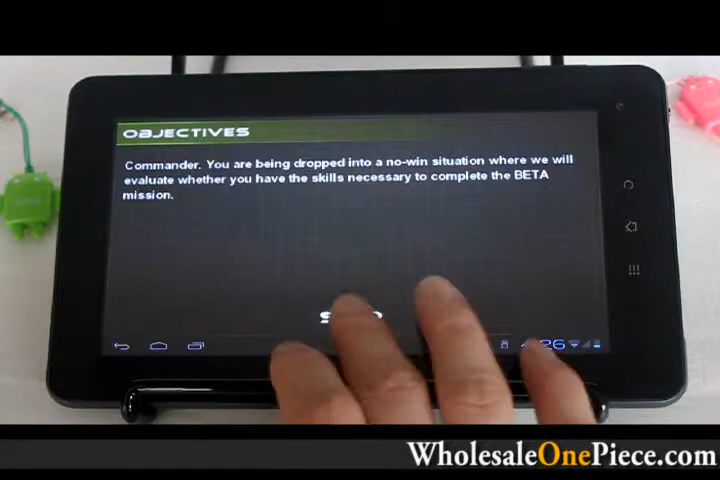 OBJECTIVES
Commander. You are being dropped into a no-win situation where we will
evaluate whether you have the skills necessary to complete the BETA
mission.
WholesaleOnePiece.com